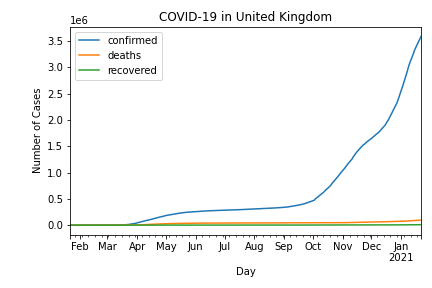 COVID-19 in United Kingdom
1e6
confirmed
deaths
recovered
3.5
3.0
2.5
2.0
1.5
1.0
0.5
0.0
Number of Cases
Feb Mar Apr May Jun Jul Aug Sep Oct Nov Dec Jan
2021
Day